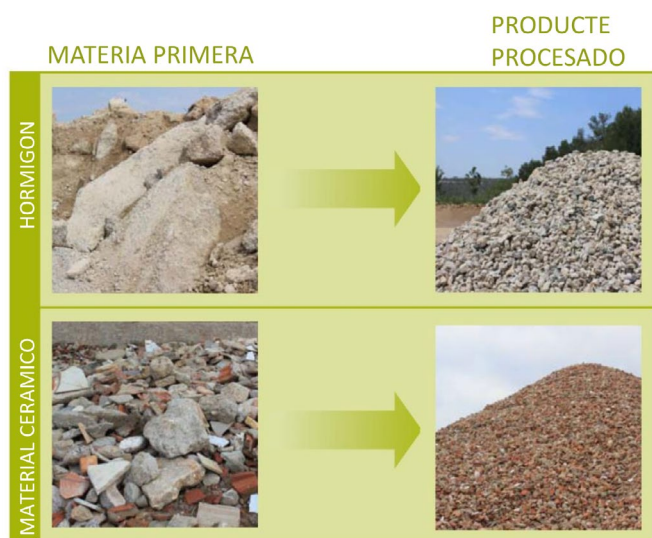 MATERIA PRIMERA
PRODUCTE
PROCESADO
HORMIGON
MATERIAL CERAMICO